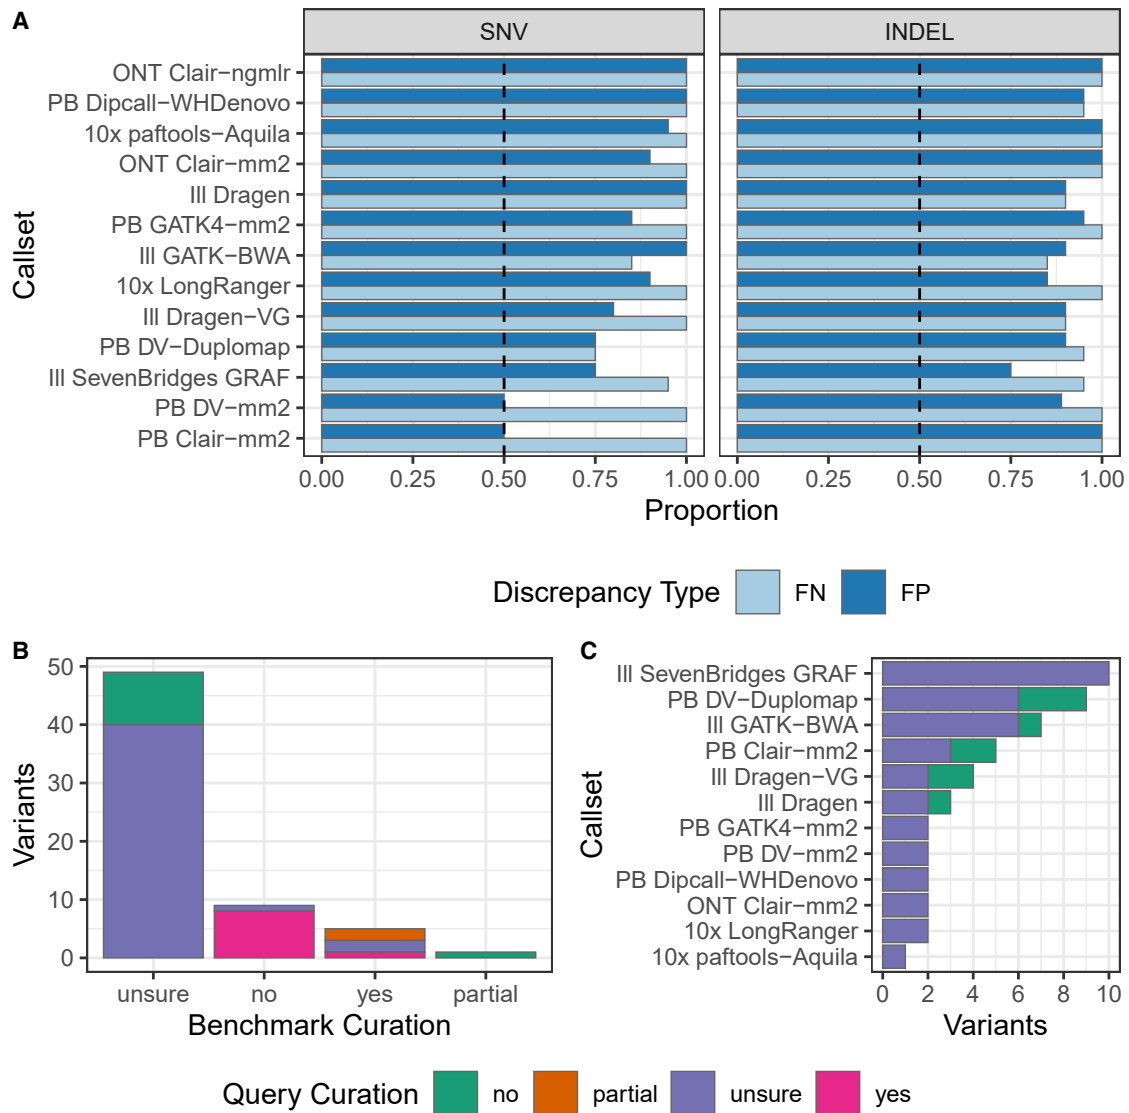 A
SNV INDEL
Callset
ONT Clair−ngmlr
PB Dipcall−WHDenovo
10x paftools−Aquila
ONT Clair−mm2
Ill Dragen
PB GATK4−mm2
Ill GATK−BWA
10x LongRanger
Ill Dragen−VG
PB DV−Duplomap
Ill SevenBridges GRAF
PB DV−mm2
PB Clair−mm2
0.00 0.25 0.50 0.75 1.00 0.00 0.25 0.50 0.75 1.00
Proportion
Discrepancy Type FN FP
B
Variants
50
40
30
20
10
0
unsure no yes partial
Benchmark Curation
C
Callset
Ill SevenBridges GRAF
PB DV−Duplomap
Ill GATK−BWA
PB Clair−mm2
Ill Dragen−VG
Ill Dragen
PB GATK4−mm2
PB DV−mm2
PB Dipcall−WHDenovo
ONT Clair−mm2
10x LongRanger
10x paftools−Aquila
0 2 4 6 8 10
Variants
Query Curation no partial unsure yes